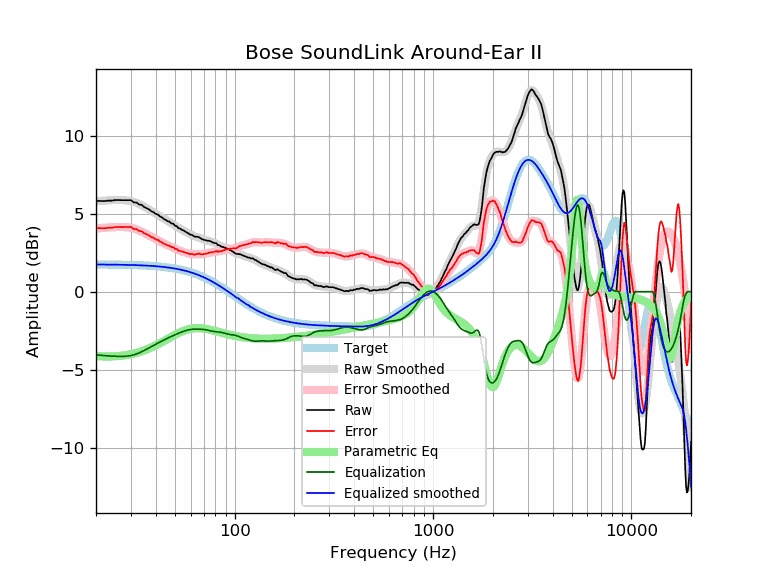 Bose SoundLink Around-Ear II
Amplitude (dBr)
10
5
0
−5
−10
Target
Raw Smoothed
Error Smoothed
Raw
Error
Parametric Eq
Equalization
Equalized smoothed
100
1000
10000
Frequency (Hz)